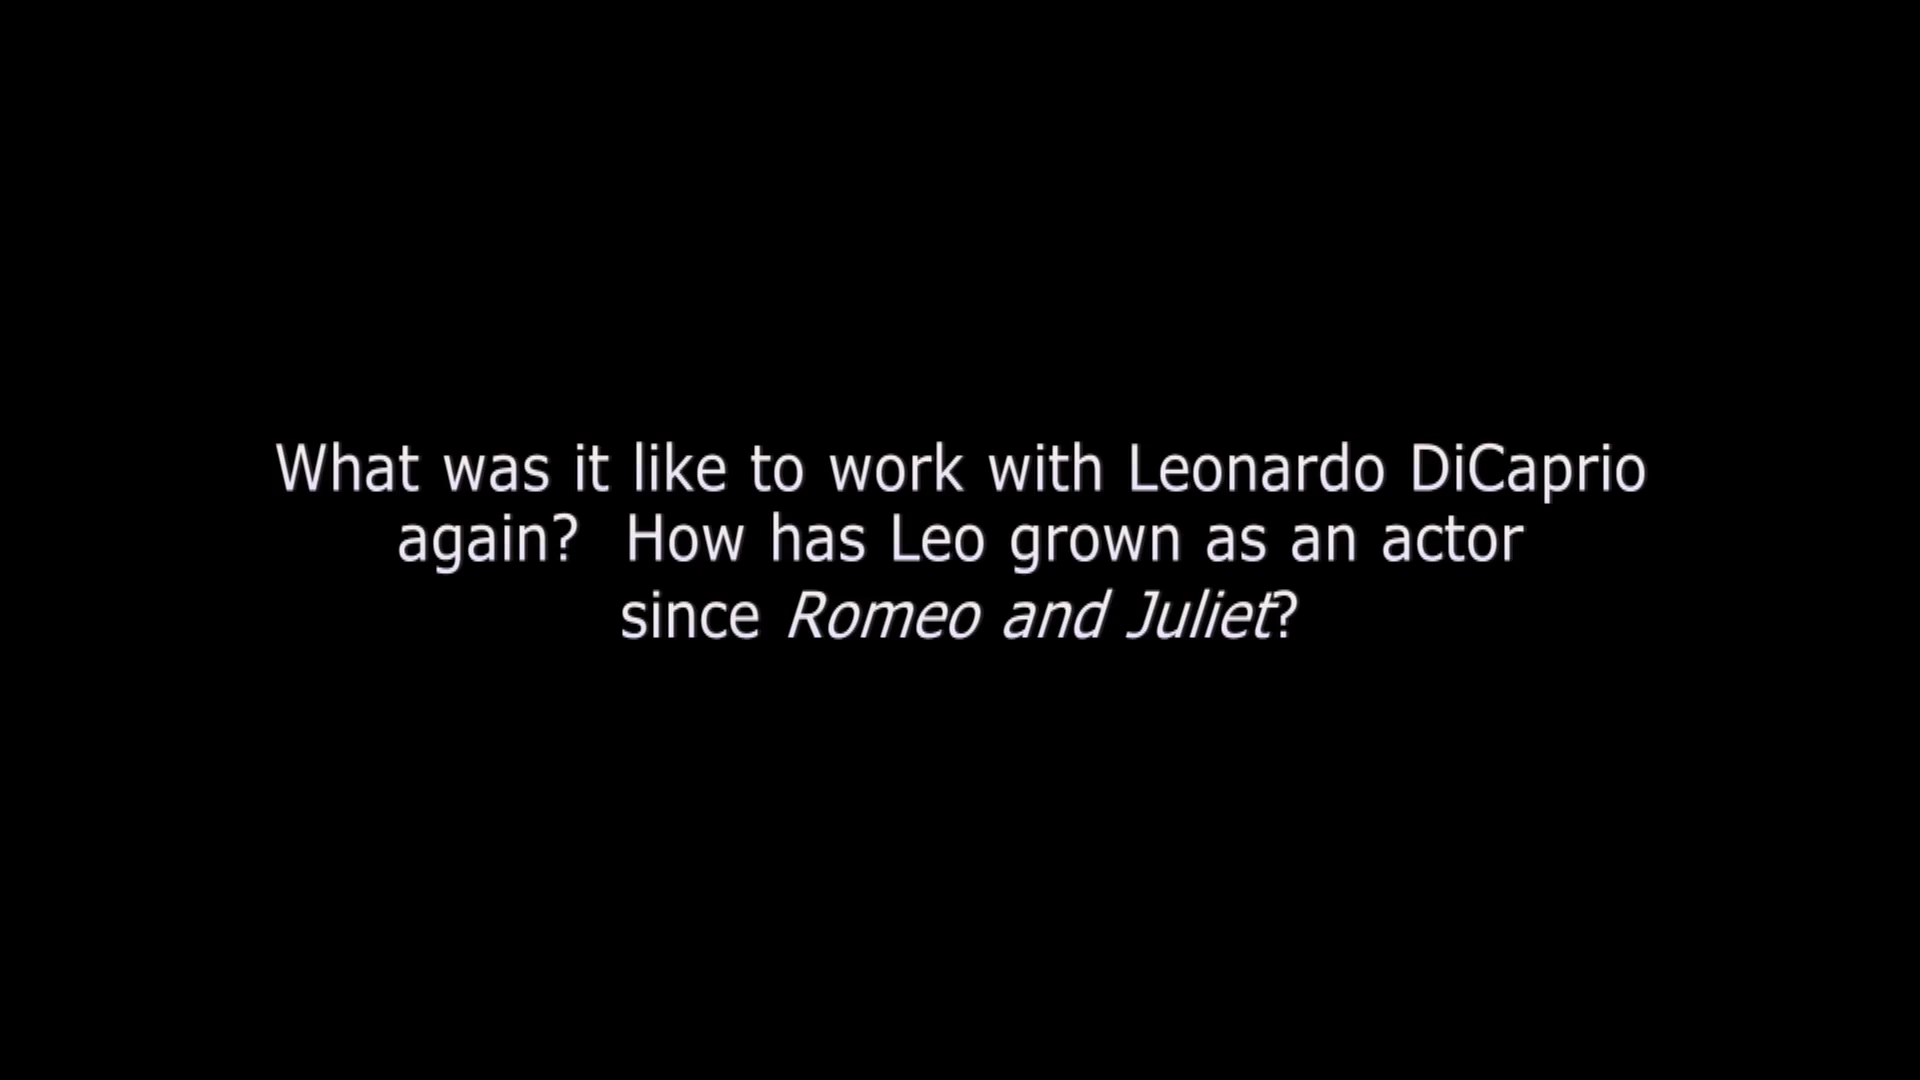 What was it like to work with Leonardo DiCaprio
again?  How has Leo grown as an actor
since Romeo and Juliet?